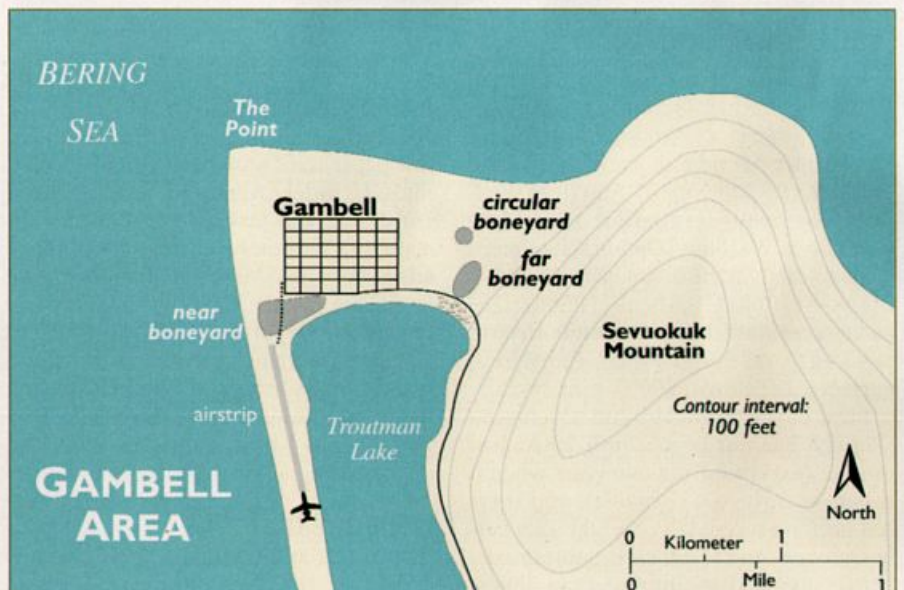 BERING
SEA
The
Point
Gambell
circular
boneyard
far
boneyard
near
boneyard
Sevuokuk
Mountain
airstrip
Troutman
Lake
Contour interval:
100 feet
GAMBELL
AREA
North
0 Kilometer 1
0 Mile 1